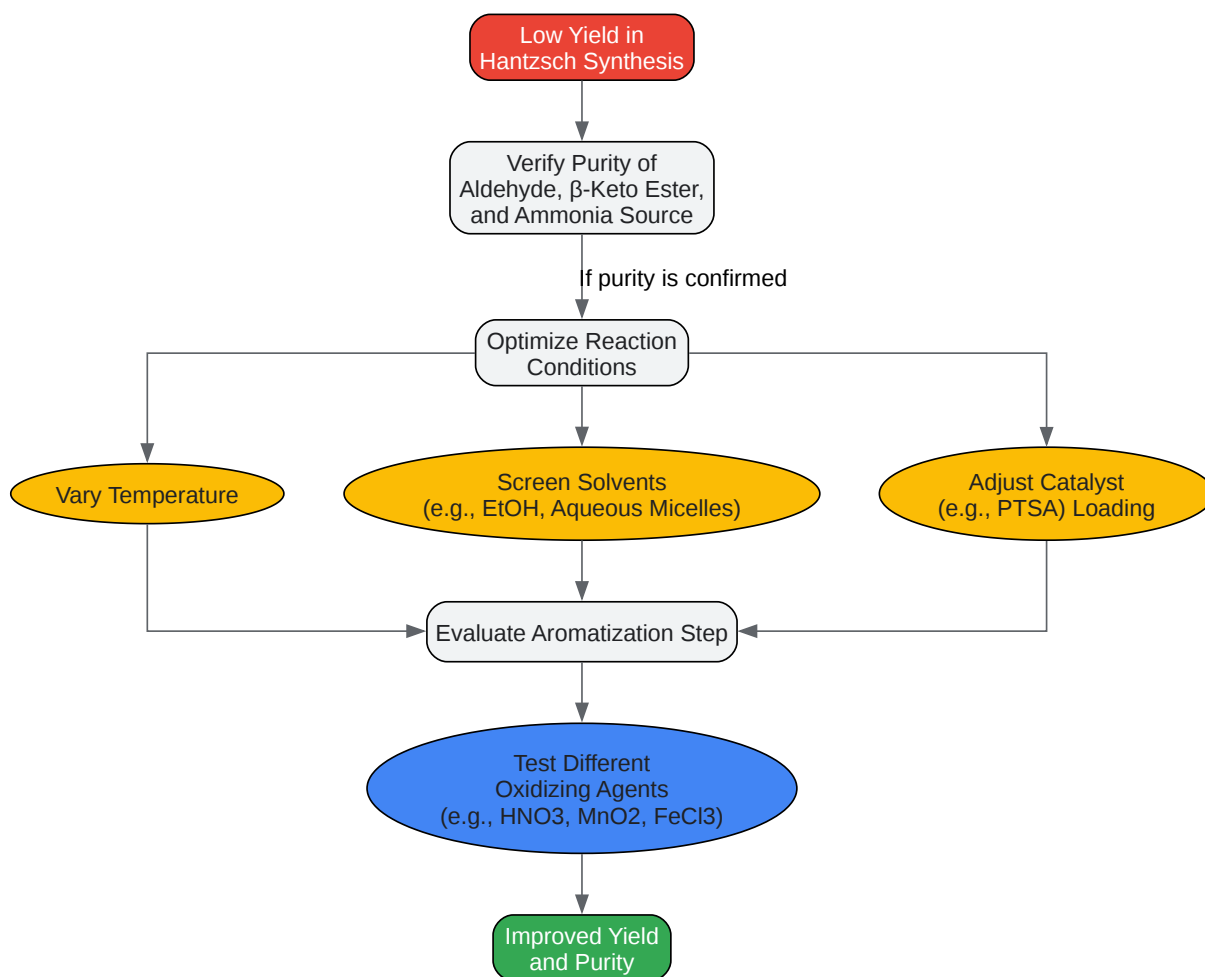 Low Yield in
Hantzsch Synthesis
Verify Purity of
Aldehyde, β-Keto Ester,
and Ammonia Source
If purity is confirmed
Optimize Reaction
Conditions
Vary Temperature
Screen Solvents
(e.g., EtOH, Aqueous Micelles)
Adjust Catalyst
(e.g., PTSA) Loading
Evaluate Aromatization Step
Test Different
Oxidizing Agents
(e.g., HNO3, MnO2, FeCl3)
Improved Yield
and Purity